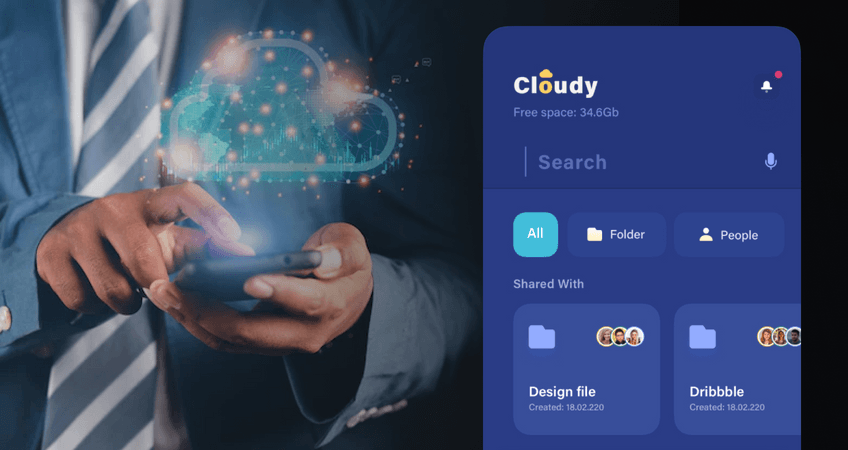 Cloudy
Free space: 34.6Gb
Search
All
Folder
People
Shared With
Design file
Created: 18.02.220
Dribbble
Created: 18.02.220